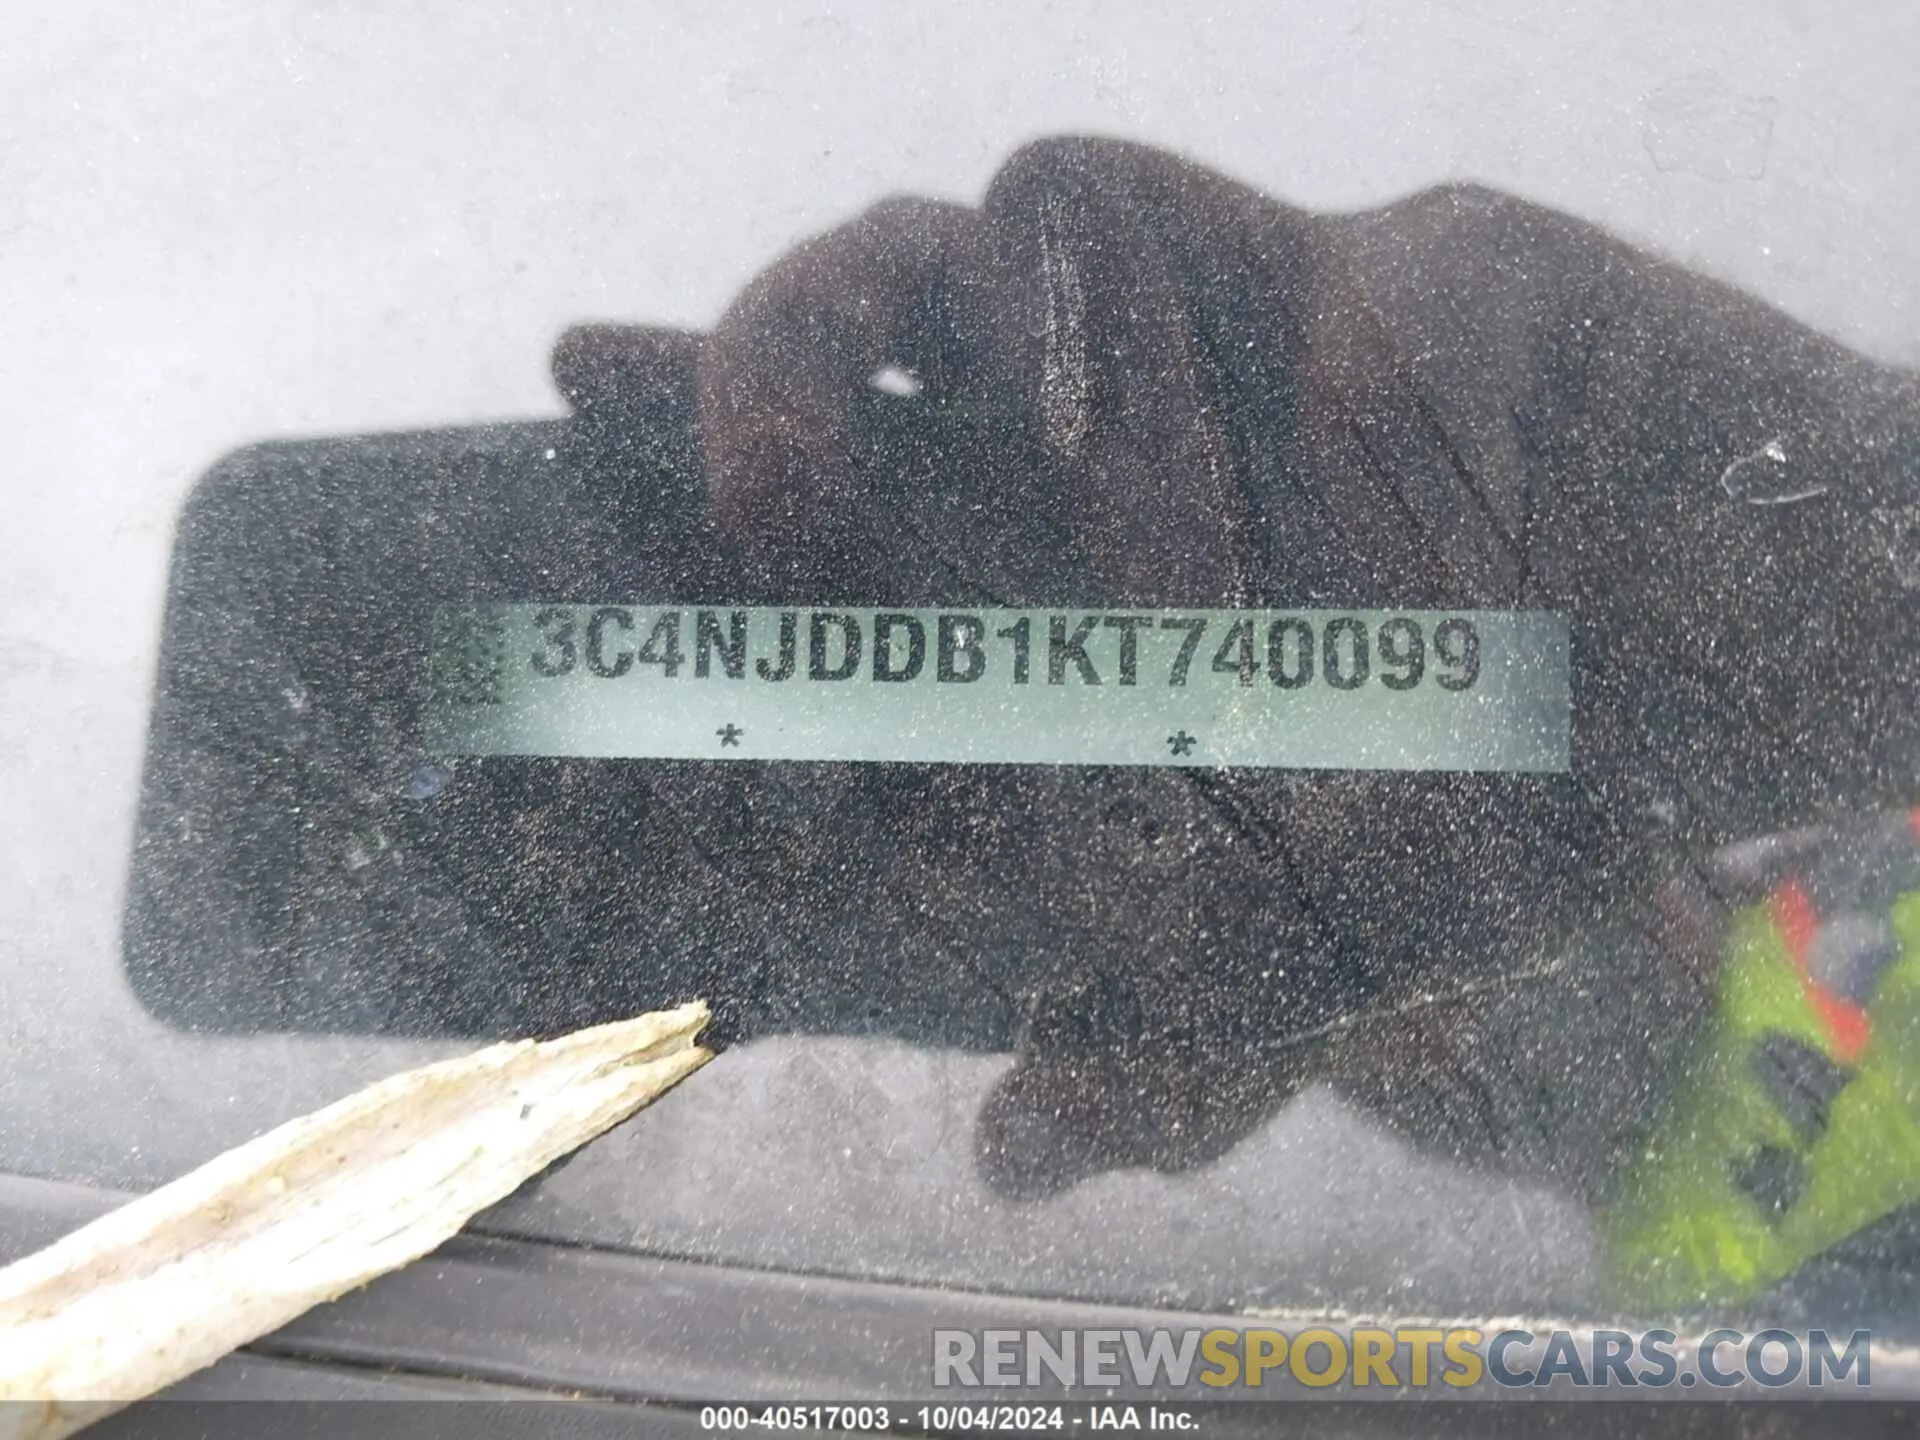 3C4NJDDB1KT740099
* *
RENEWSPORTSCARS.COM
000-40517003 - 10/04/2024 - IAA Inc.